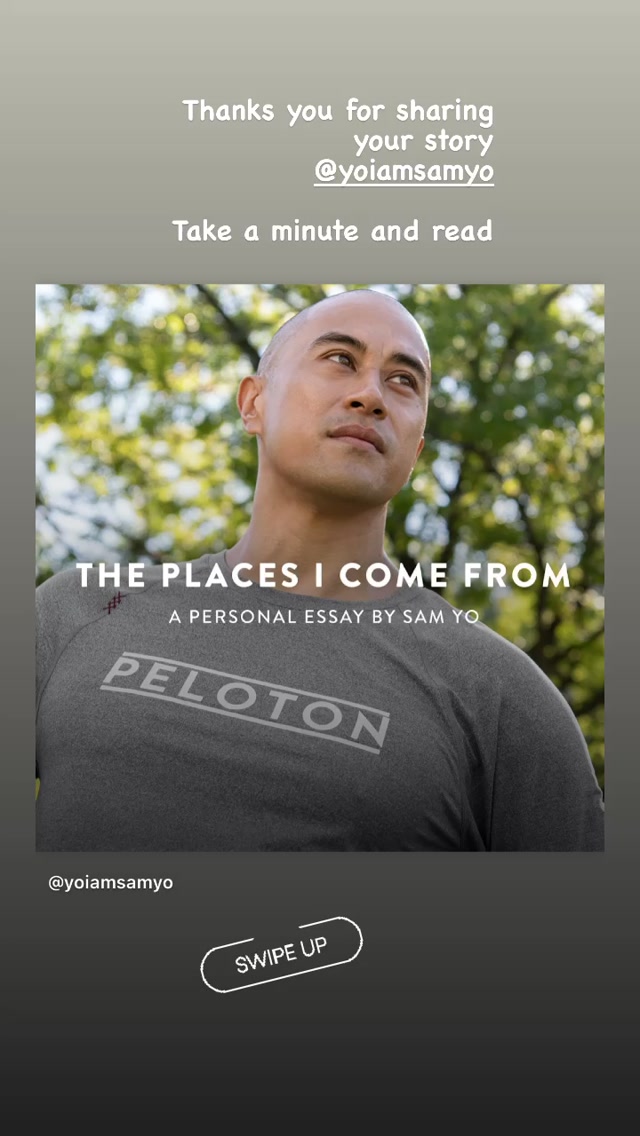 Thanks you for sharing
your story
@yoiamsamyo
Take a minute and read
THE PLACES I COME FROM
A PERSONAL ESSAY BY SAM YO
PELOTON
@yoiamsamyo
SWIPE UP